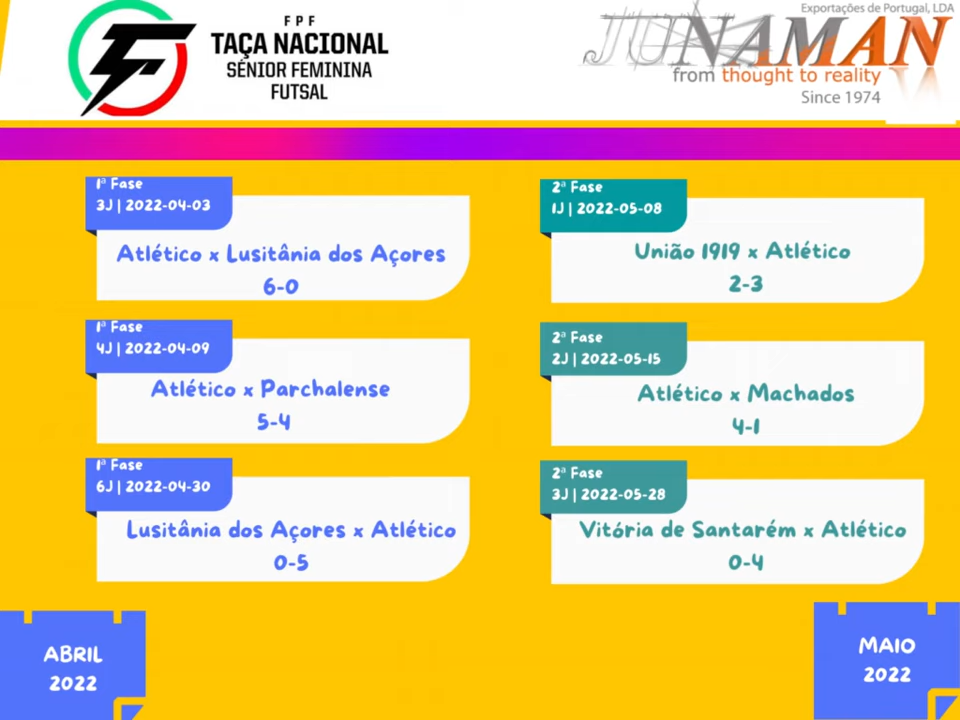 FPF
TAÇA NACIONAL
SÉNIOR FEMININA
FUTSAL
Exportações de Portugal, LDA
JUNAMAN
from thought to reality
Since 1974
1ª Fase
3J | 2022-04-03
Atlético x Lusitânia dos Açores
6-0
1ª Fase
4J | 2022-04-09
Atlético x Parchalense
5-4
1ª Fase
6J | 2022-04-30
Lusitânia dos Açores x Atlético
0-5
2ª Fase
1J | 2022-05-08
União 1919 x Atlético
2-3
2ª Fase
2J | 2022-05-15
Atlético x Machados
4-1
2ª Fase
3J | 2022-05-28
Vitória de Santarém x Atlético
0-4
ABRIL
2022
MAIO
2022